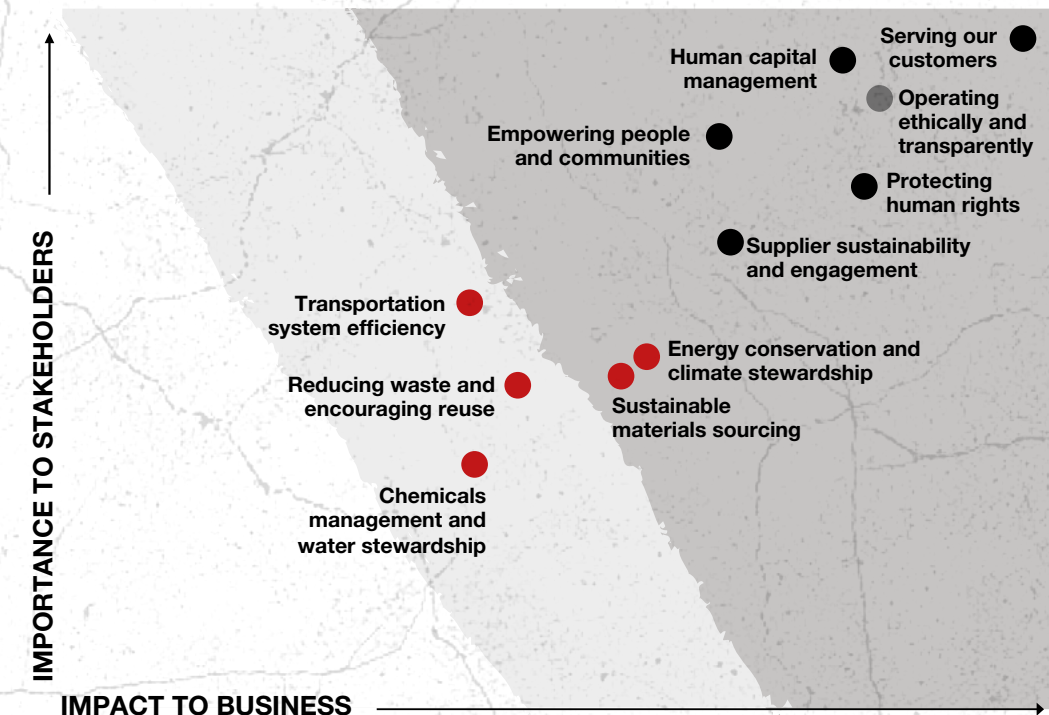 Serving our
customers
Human capital
management
Operating
ethically and
transparently
Empowering people
and communities
Protecting
human rights
Supplier sustainability
and engagement
Transportation
system efficiency
Energy conservation and
climate stewardship
Reducing waste and
encouraging reuse
Sustainable
materials sourcing
Chemicals
management and
water stewardship
IMPORTANCE TO STAKEHOLDERS
IMPACT TO BUSINESS